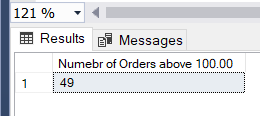 121 %
Results Messages
Numebr of Orders above 100.00
1 49